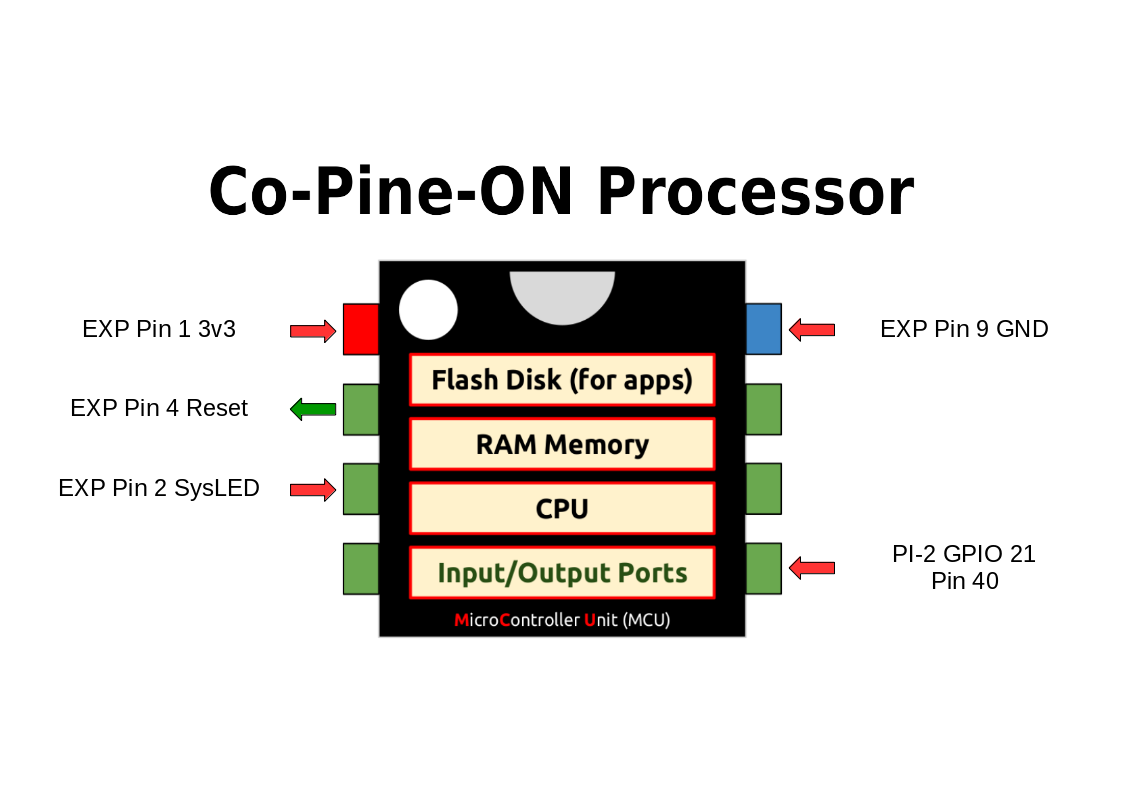 Co-Pine-ON Processor
EXP Pin 1 3v3
EXP Pin 9 GND
Flash Disk (for apps)
EXP Pin 4 Reset
RAM Memory
EXP Pin 2 SysLED
CPU
PI-2 GPIO 21
Pin 40
Input/Output Ports
MicroController Unit (MCU)